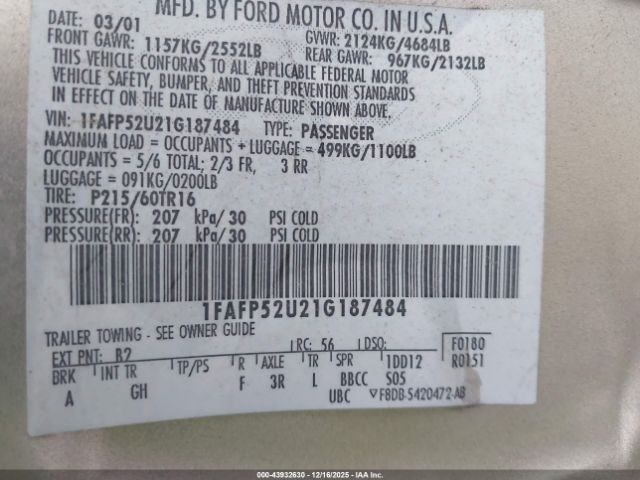 MFD. BY FORD MOTOR CO. IN U.S.A.
DATE: 03/01 GVWR: 2124KG/4684LB
FRONT GAWR: 1157KG/2552LB REAR GAWR: 967KG/2132LB
THIS VEHICLE CONFORMS TO ALL APPLICABLE FEDERAL MOTOR
VEHICLE SAFETY, BUMPER, AND THEFT PREVENTION STANDARDS
IN EFFECT ON THE DATE OF MANUFACTURE SHOWN ABOVE.
VIN: 1FAFP52U21G187484 TYPE: PASSENGER
MAXIMUM LOAD = OCCUPANTS + LUGGAGE = 499KG/1100LB
OCCUPANTS = 5/6 TOTAL; 2/3 FR, 3 RR
LUGGAGE = 091KG/0200LB
TIRE: P215/60TR16
PRESSURE(FR): 207 kPa/ 30 PSI COLD
PRESSURE(RR): 207 kPa/ 30 PSI COLD
1FAFP52U21G187484
TRAILER TOWING - SEE OWNER GUIDE
EXT PNT: B2 RC: 56 DSO: F0180
BRK INT TR TP/PS R AXLE TR SPR 1DD12 R0151
A GH F 3R L BBCC S05
UBC ▽F8DB-5420472-AB
000-43932630 - 12/16/2025 - IAA, Inc.